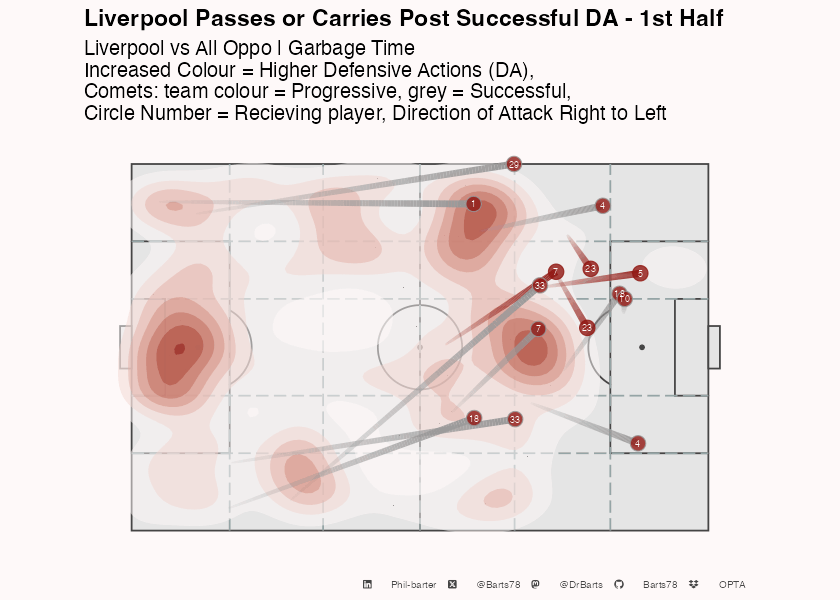 Liverpool Passes or Carries Post Successful DA - 1st Half
Liverpool vs All Oppo I Garbage Time
Increased Colour = Higher Defensive Actions (DA),
Comets: team colour = Progressive, grey = Successful,
Circle Number = Recieving player, Direction of Attack Right to Left
29
1
4
23
7
5
33
10
23
7
18
33
4
Phil-barter @Barts78 @DrBarts Barts78 OPTA